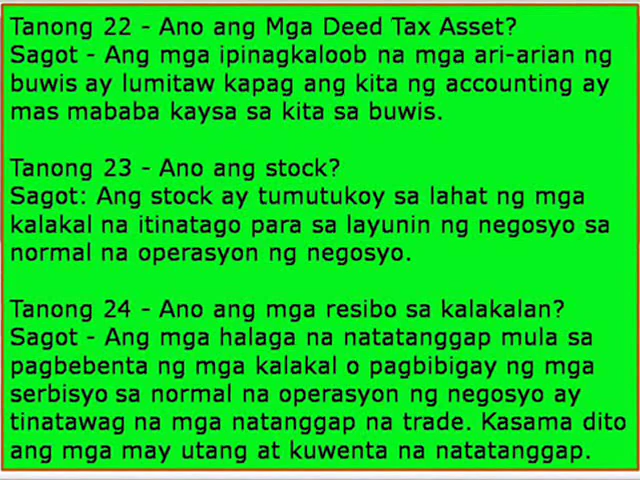 Tanong 22 - Ano ang Mga Deed Tax Asset?
Sagot - Ang mga ipinagkaloob na mga ari-arian ng
buwis ay lumitaw kapag ang kita ng accounting ay
mas mababa kaysa sa kita sa buwis.
Tanong 23 - Ano ang stock?
Sagot: Ang stock ay tumutukoy sa lahat ng mga
kalakal na itinatago para sa layunin ng negosyo sa
normal na operasyon ng negosyo.
Tanong 24 - Ano ang mga resibo sa kalakalan?
Sagot - Ang mga halaga na natatanggap mula sa
pagbebenta ng mga kalakal o pagbibigay ng mga
serbisyo sa normal na operasyon ng negosyo ay
tinatawag na mga natanggap na trade. Kasama dito
ang mga may utang at kuwenta na natatanggap.